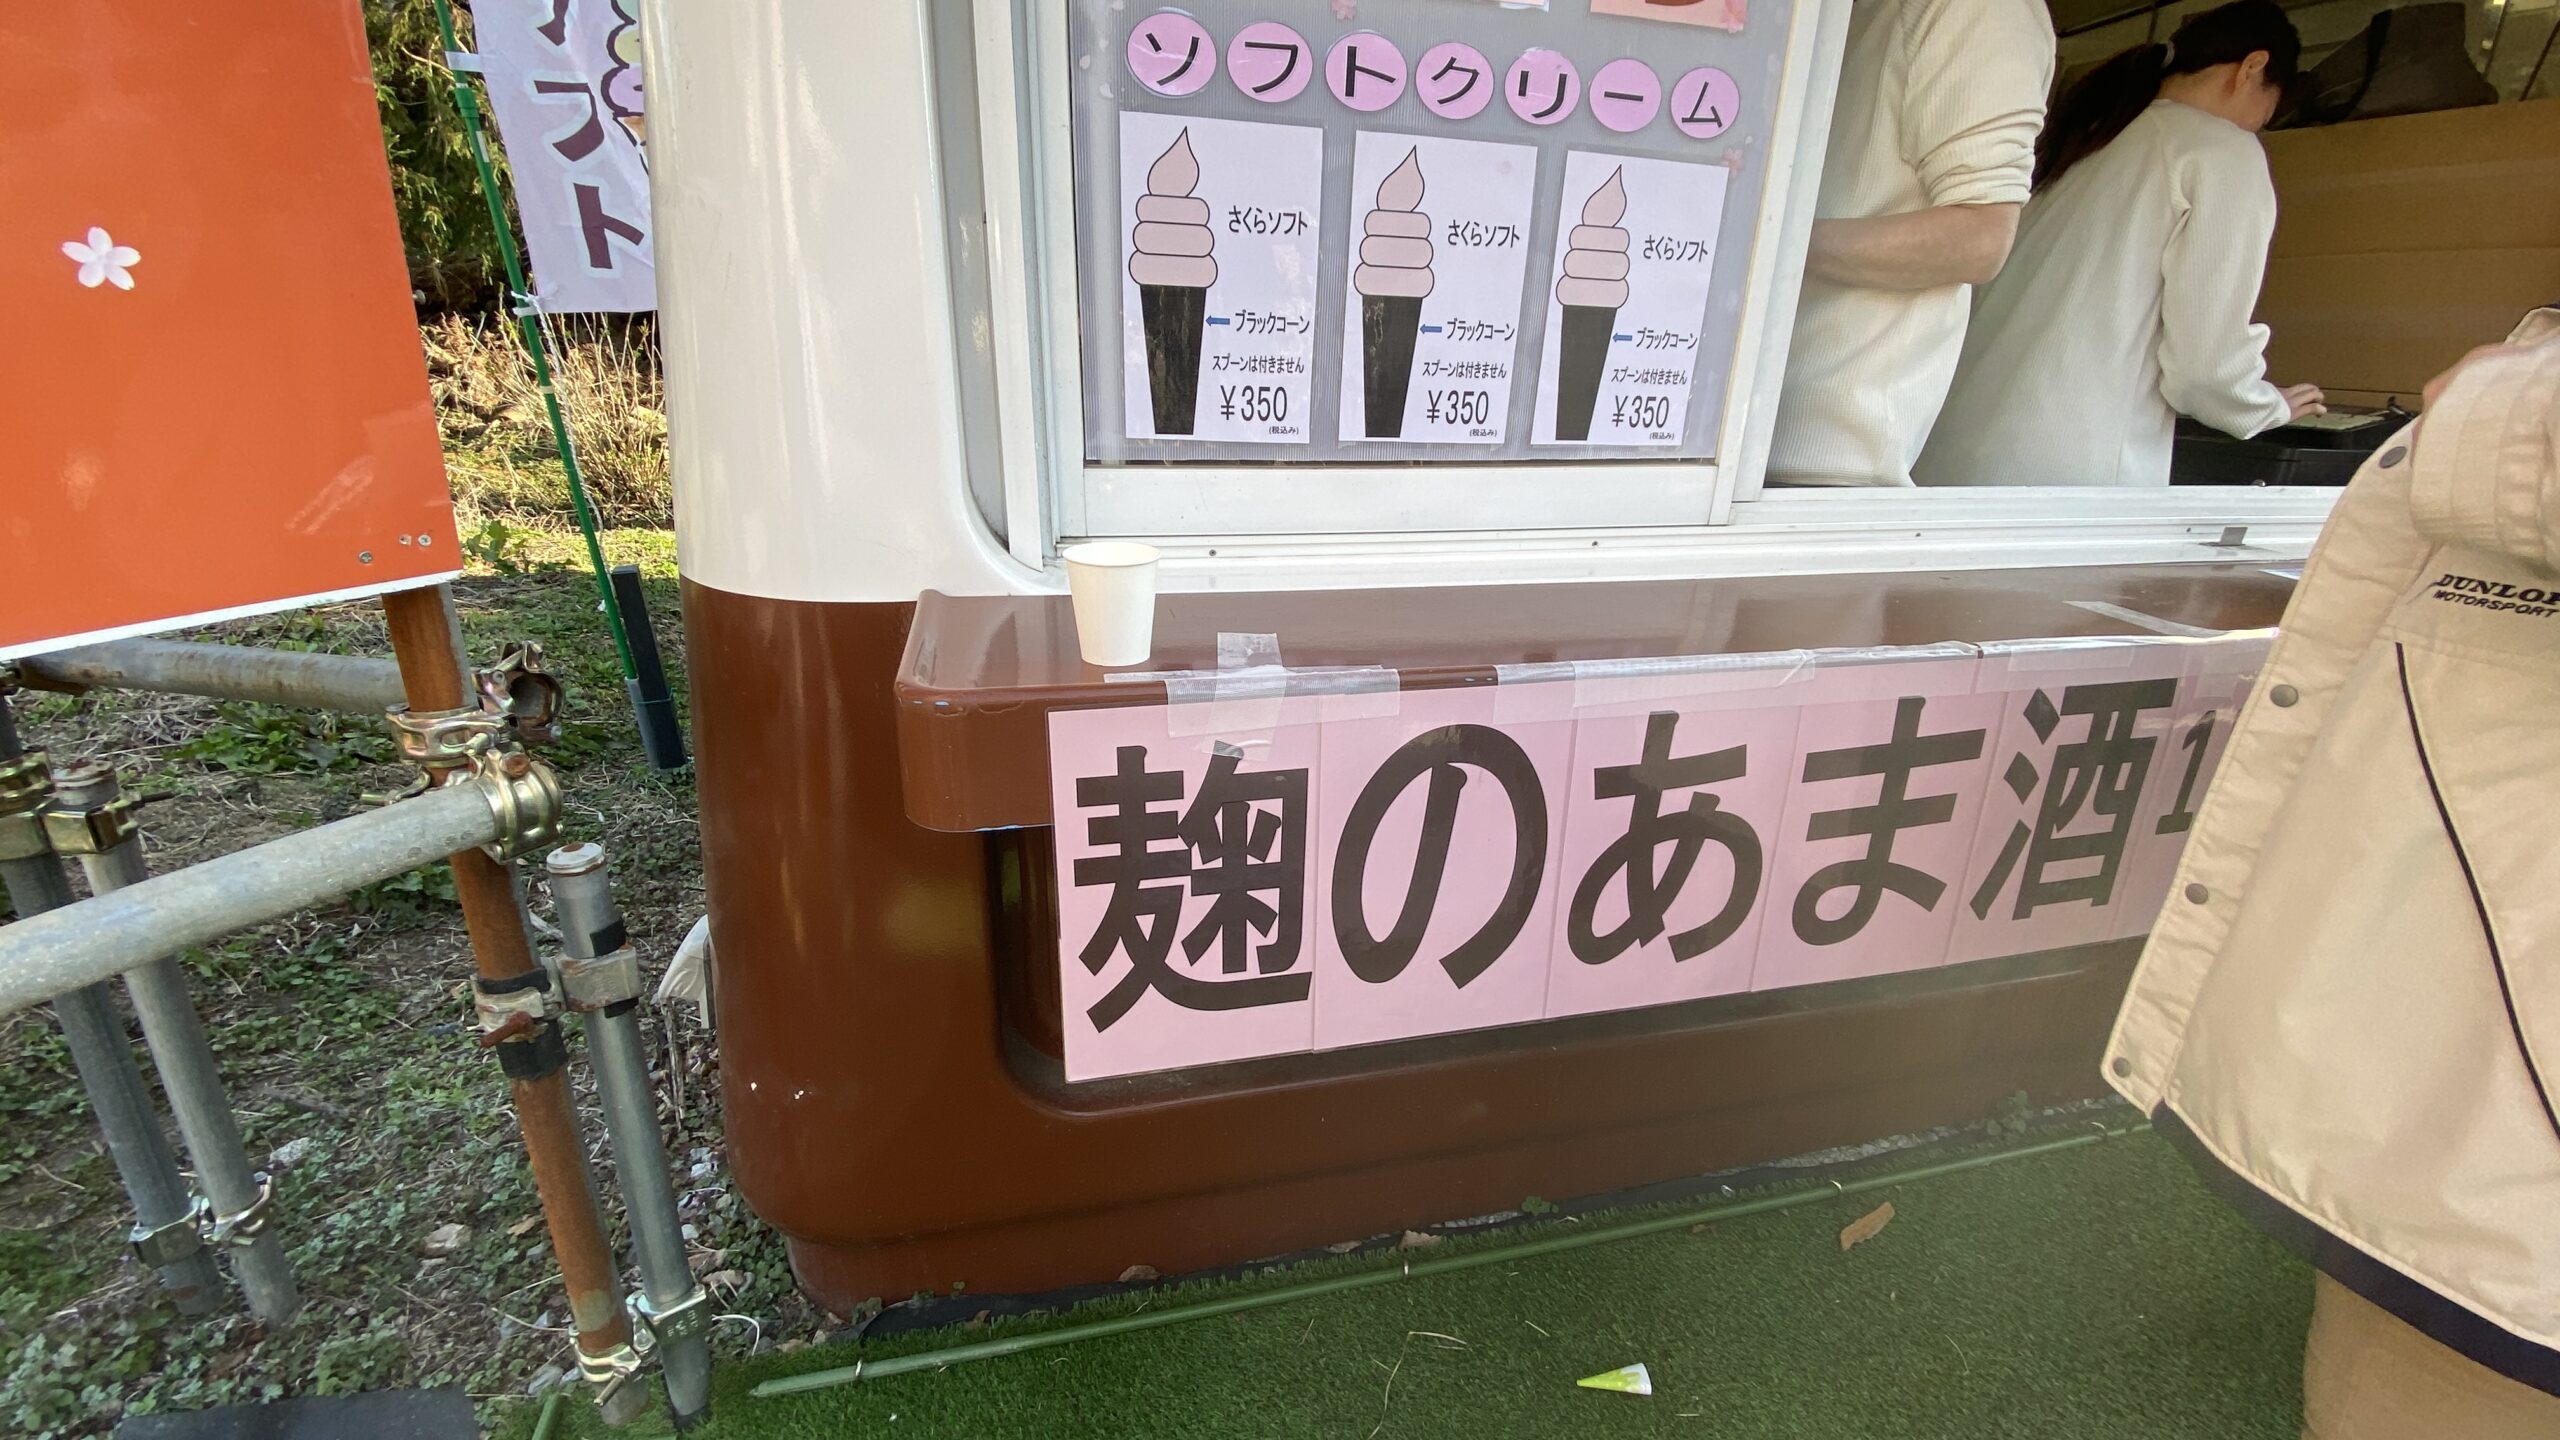 ソフト
ソフトクリーム
さくらソフト
←ブラックコーン
スプーンは付きません
¥350
(税込み)
さくらソフト
←ブラックコーン
スプーンは付きません
¥350
(税込み)
さくらソフト
←ブラックコーン
スプーンは付きません
¥350
(税込み)
麹のあま酒1
DUNLOP
MOTORSPORT